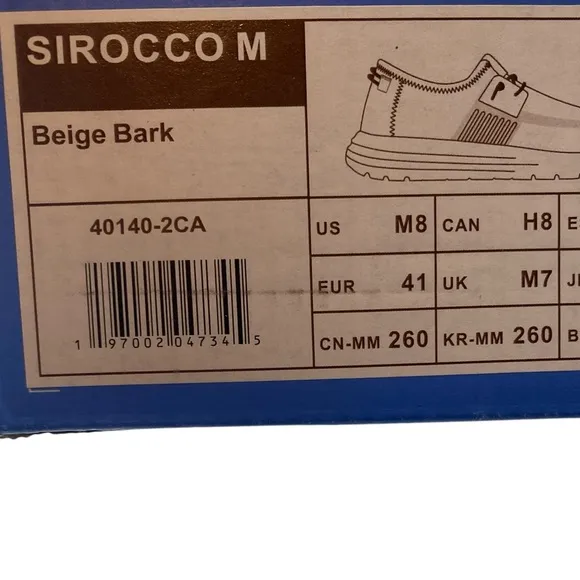 SIROCCO M
Beige Bark
40140-2CA
1 97002 04734 5
US M8 CAN H8 E
EUR 41 UK M7
CN-MM 260 KR-MM 260 B